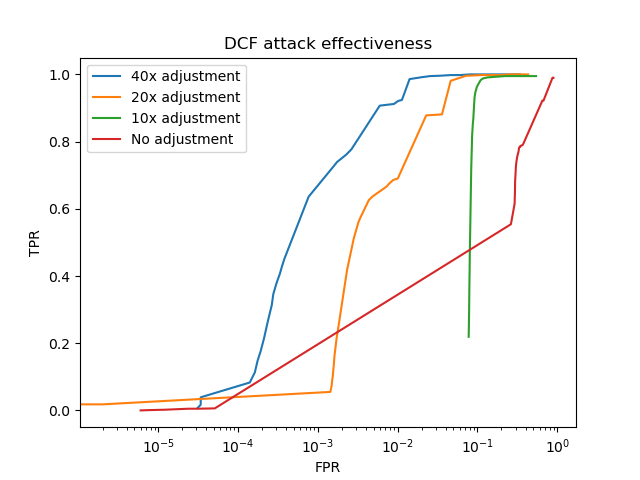 DCF attack effectiveness
40x adjustment
20x adjustment
10x adjustment
No adjustment
1.0
0.8
0.6
0.4
0.2
0.0
TPR
10⁻⁵ 10⁻⁴ 10⁻³ 10⁻² 10⁻¹ 10⁰
FPR